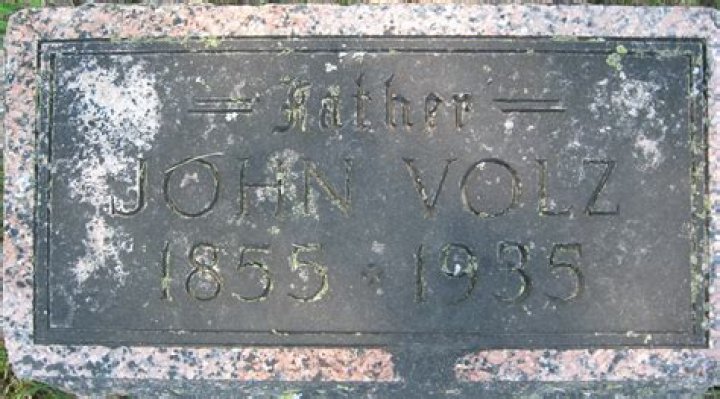 Father
JOHN VOLZ
1855 · 1935